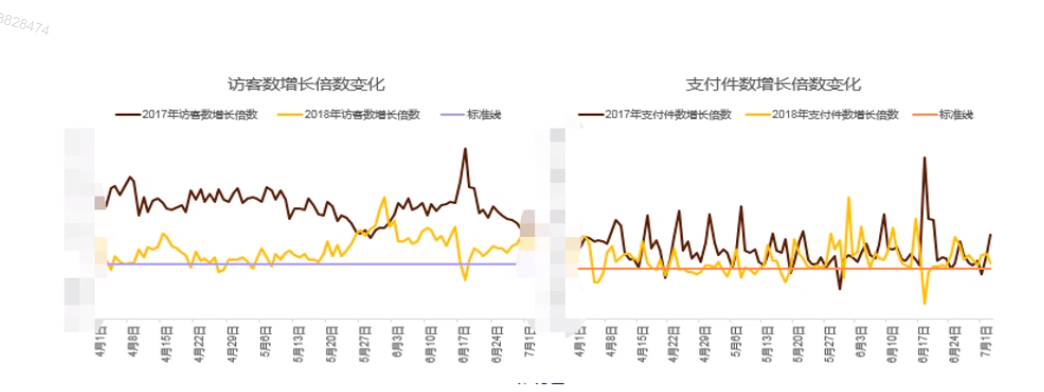 3828474
访客数增长倍数变化
2017年访客数增长倍数 2018年访客数增长倍数 标准线
4月1日 4月8日 4月15日 4月22日 4月29日 5月6日 5月13日 5月20日 5月27日 6月3日 6月10日 6月17日 6月24日 7月1日
支付件数增长倍数变化
2017年支付件数增长倍数 2018年支付件数增长倍数 标准线
4月1日 4月8日 4月15日 4月22日 4月29日 5月6日 5月13日 5月20日 5月27日 6月3日 6月10日 6月17日 6月24日 7月1日